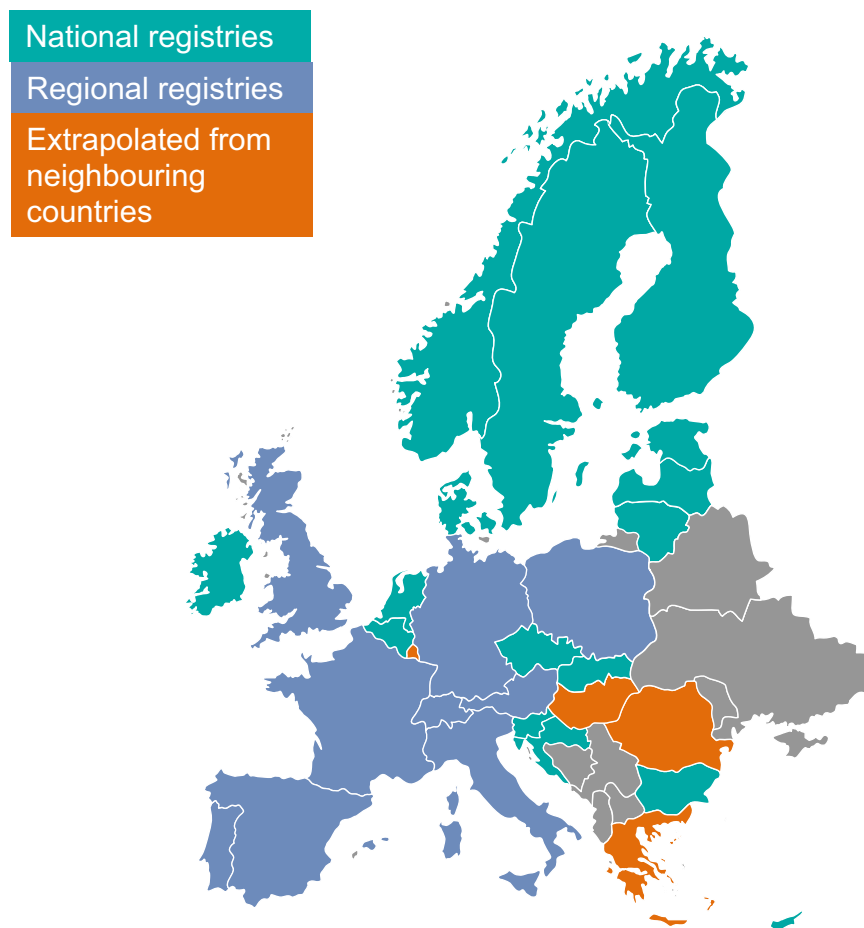 National registries
Regional registries
Extrapolated from
neighbouring
countries